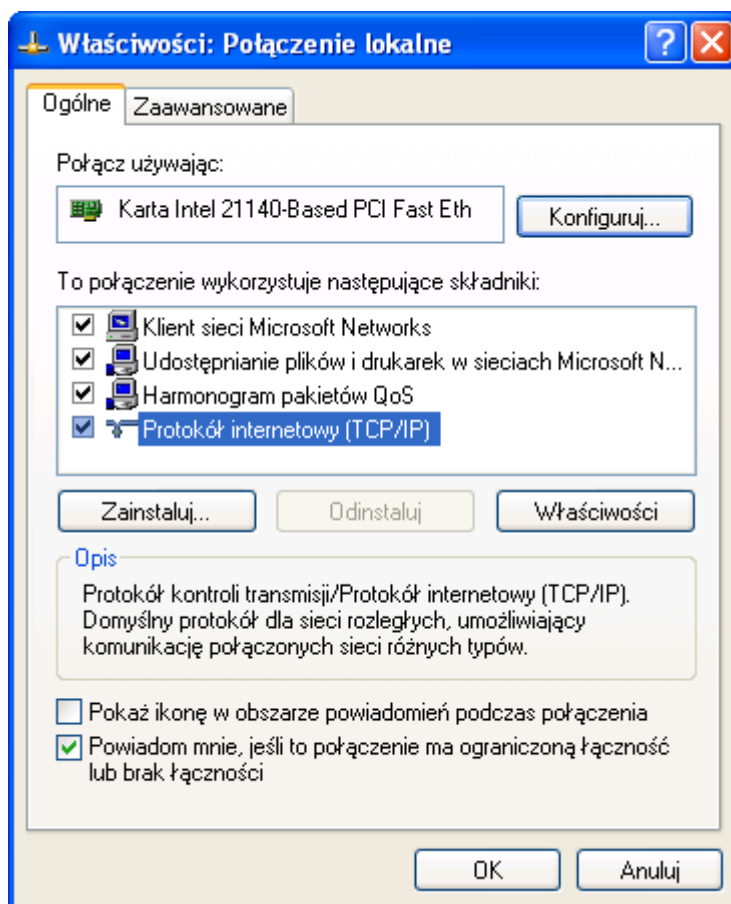 Właściwości: Połączenie lokalne
Ogólne
Zaawansowane
Połącz używając:
Karta Intel 21140-Based PCI Fast Eth
Konfiguruj...
To połączenie wykorzystuje następujące składniki:
Klient sieci Microsoft Networks
Udostępnianie plików i drukarek w sieciach Microsoft N...
Harmonogram pakietów QoS
Protokół internetowy (TCP/IP)
Zainstaluj...
Odinstaluj
Właściwości
Opis
Protokół kontroli transmisji/Protokół internetowy (TCP/IP).
Domyślny protokół dla sieci rozległych, umożliwiający
komunikację połączonych sieci różnych typów.
Pokaż ikonę w obszarze powiadomień podczas połączenia
Powiadom mnie, jeśli to połączenie ma ograniczoną łączność
lub brak łączności
OK
Anuluj